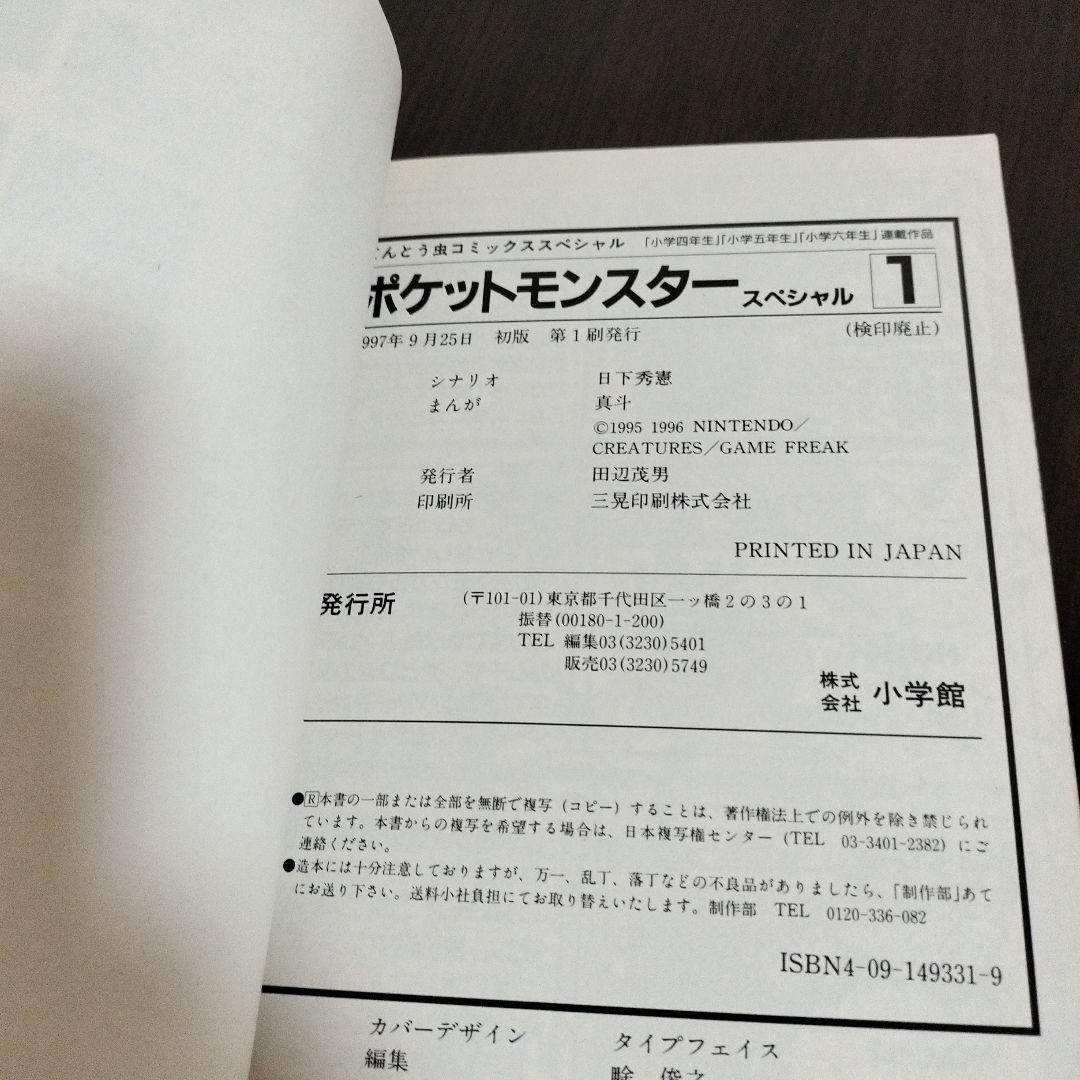 んとう虫コミックススペシャル 「小学四年生」「小学五年生」「小学六年生」連載作品
ポケットモンスター スペシャル 1
997年9月25日 初版 第1刷発行 (検印廃止)
シナリオ 日下秀憲
まんが 真斗
©1995 1996 NINTENDO/
CREATURES/GAME FREAK
発行者 田辺茂男
印刷所 三晃印刷株式会社
PRINTED IN JAPAN
発行所 (〒101-01)東京都千代田区一ッ橋2の3の1
振替(00180-1-200)
TEL 編集03(3230)5401
販売03(3230)5749
株式会社 小学館
●Ⓡ本書の一部または全部を無断で複写(コピー)することは、著作権法上での例外を除き禁じられ
ています。本書からの複写を希望する場合は、日本複写権センター(TEL 03-3401-2382)にご
連絡ください。
●造本には十分注意しておりますが、万一、乱丁、落丁などの不良品がありましたら、「制作部」あて
にお送り下さい。送料小社負担にてお取り替えいたします。制作部 TEL 0120-336-082
ISBN4-09-149331-9
カバーデザイン タイプフェイス
編集